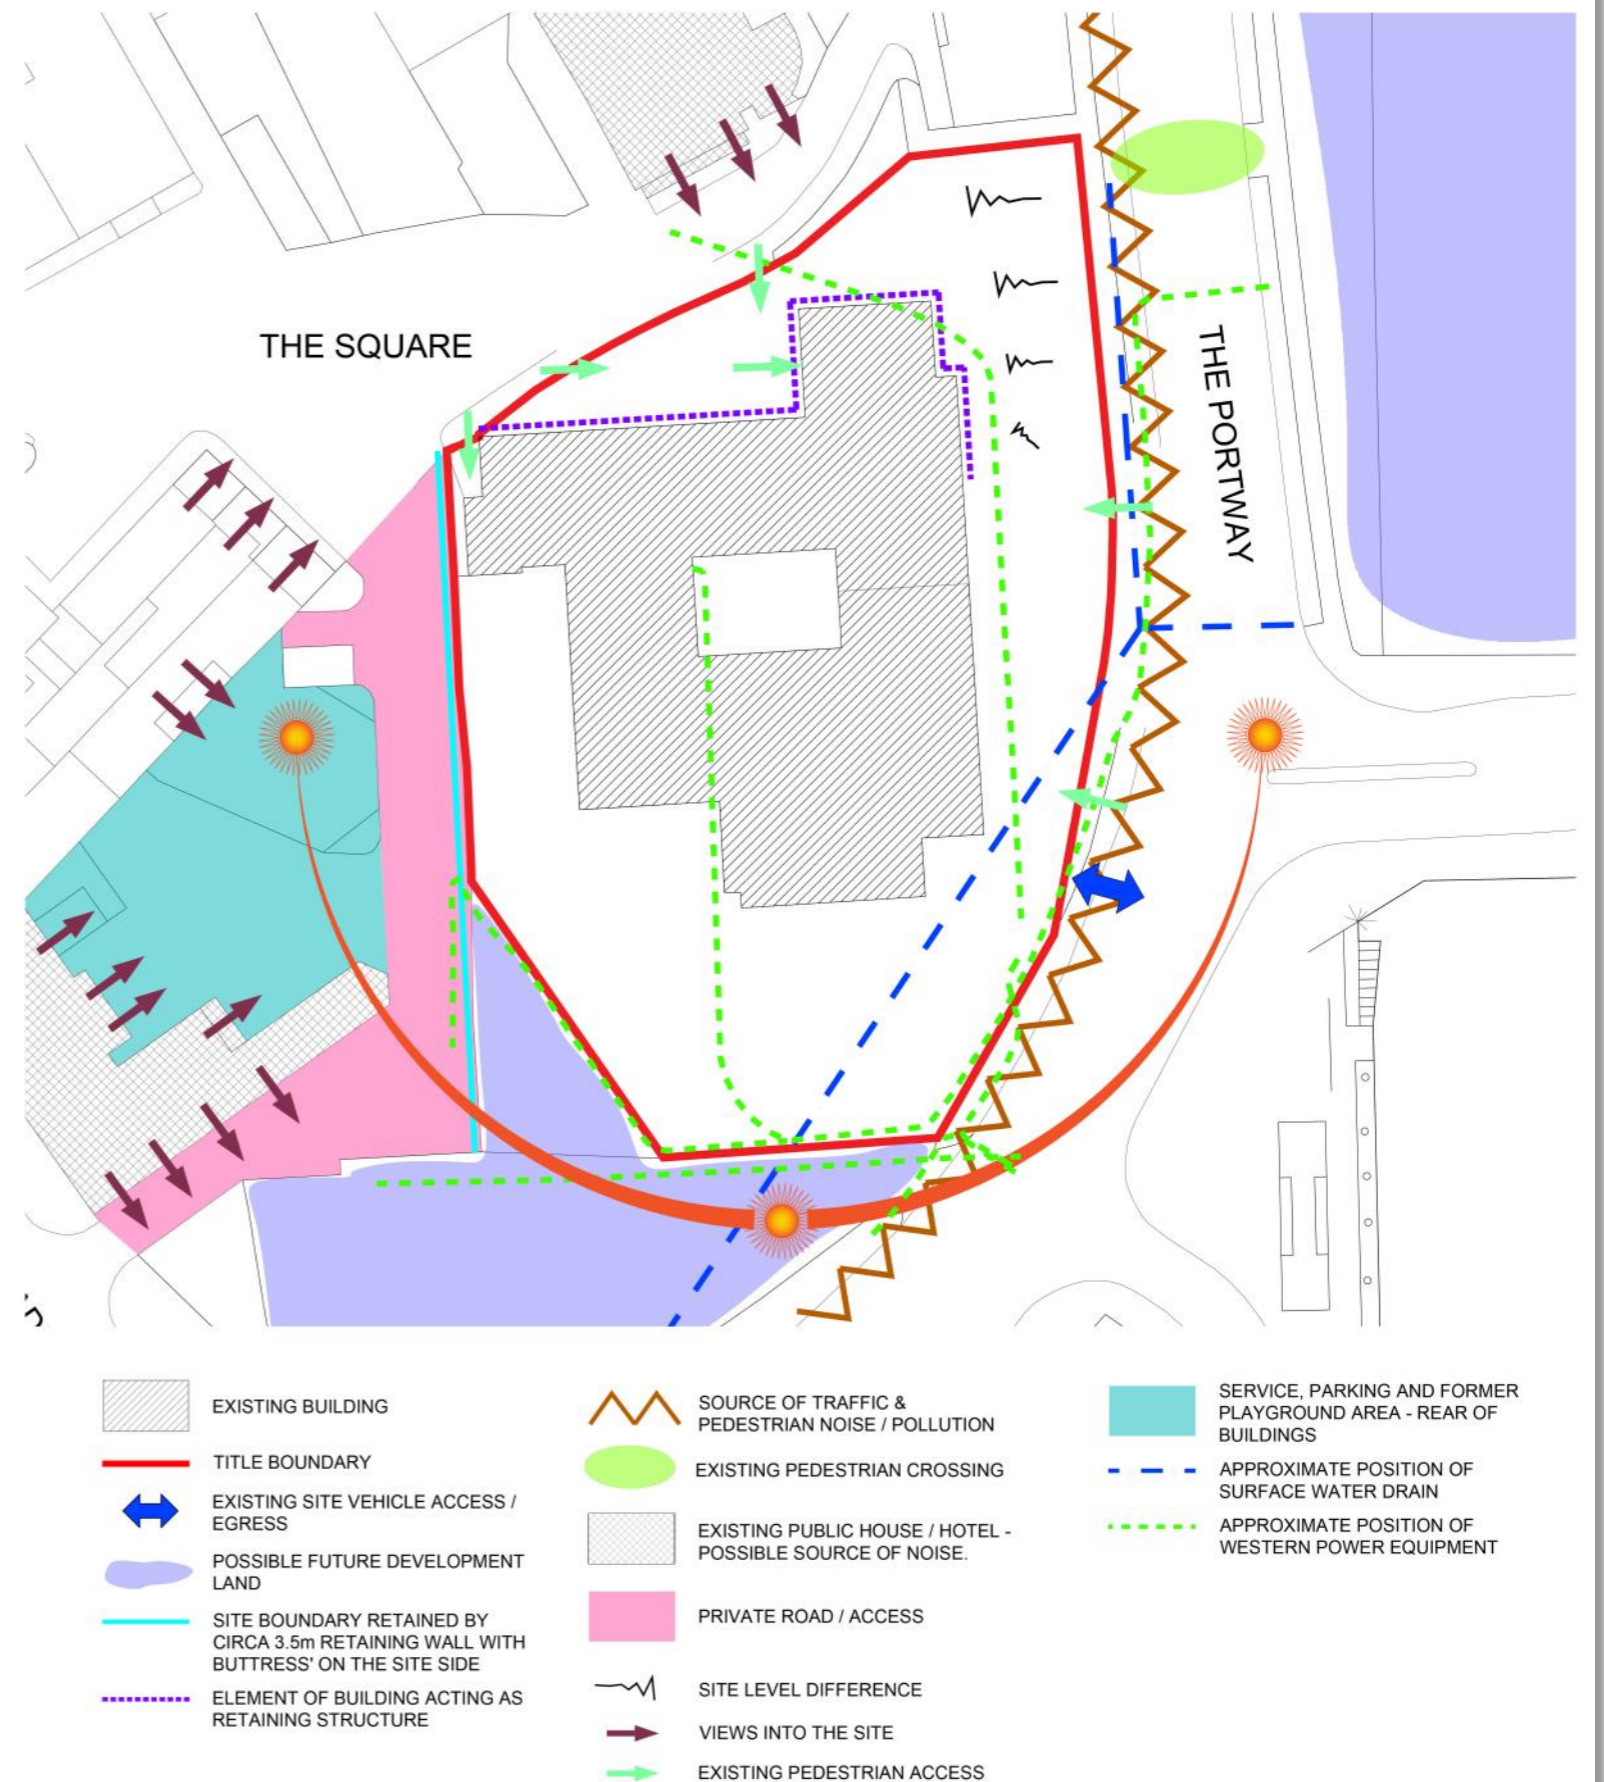 THE SQUARE
THE PORTWAY
EXISTING BUILDING
TITLE BOUNDARY
EXISTING SITE VEHICLE ACCESS /
EGRESS
POSSIBLE FUTURE DEVELOPMENT
LAND
SITE BOUNDARY RETAINED BY
CIRCA 3.5m RETAINING WALL WITH
BUTTRESS' ON THE SITE SIDE
ELEMENT OF BUILDING ACTING AS
RETAINING STRUCTURE
SOURCE OF TRAFFIC &
PEDESTRIAN NOISE / POLLUTION
EXISTING PEDESTRIAN CROSSING
EXISTING PUBLIC HOUSE / HOTEL -
POSSIBLE SOURCE OF NOISE.
PRIVATE ROAD / ACCESS
SITE LEVEL DIFFERENCE
VIEWS INTO THE SITE
EXISTING PEDESTRIAN ACCESS
SERVICE, PARKING AND FORMER
PLAYGROUND AREA - REAR OF
BUILDINGS
APPROXIMATE POSITION OF
SURFACE WATER DRAIN
APPROXIMATE POSITION OF
WESTERN POWER EQUIPMENT